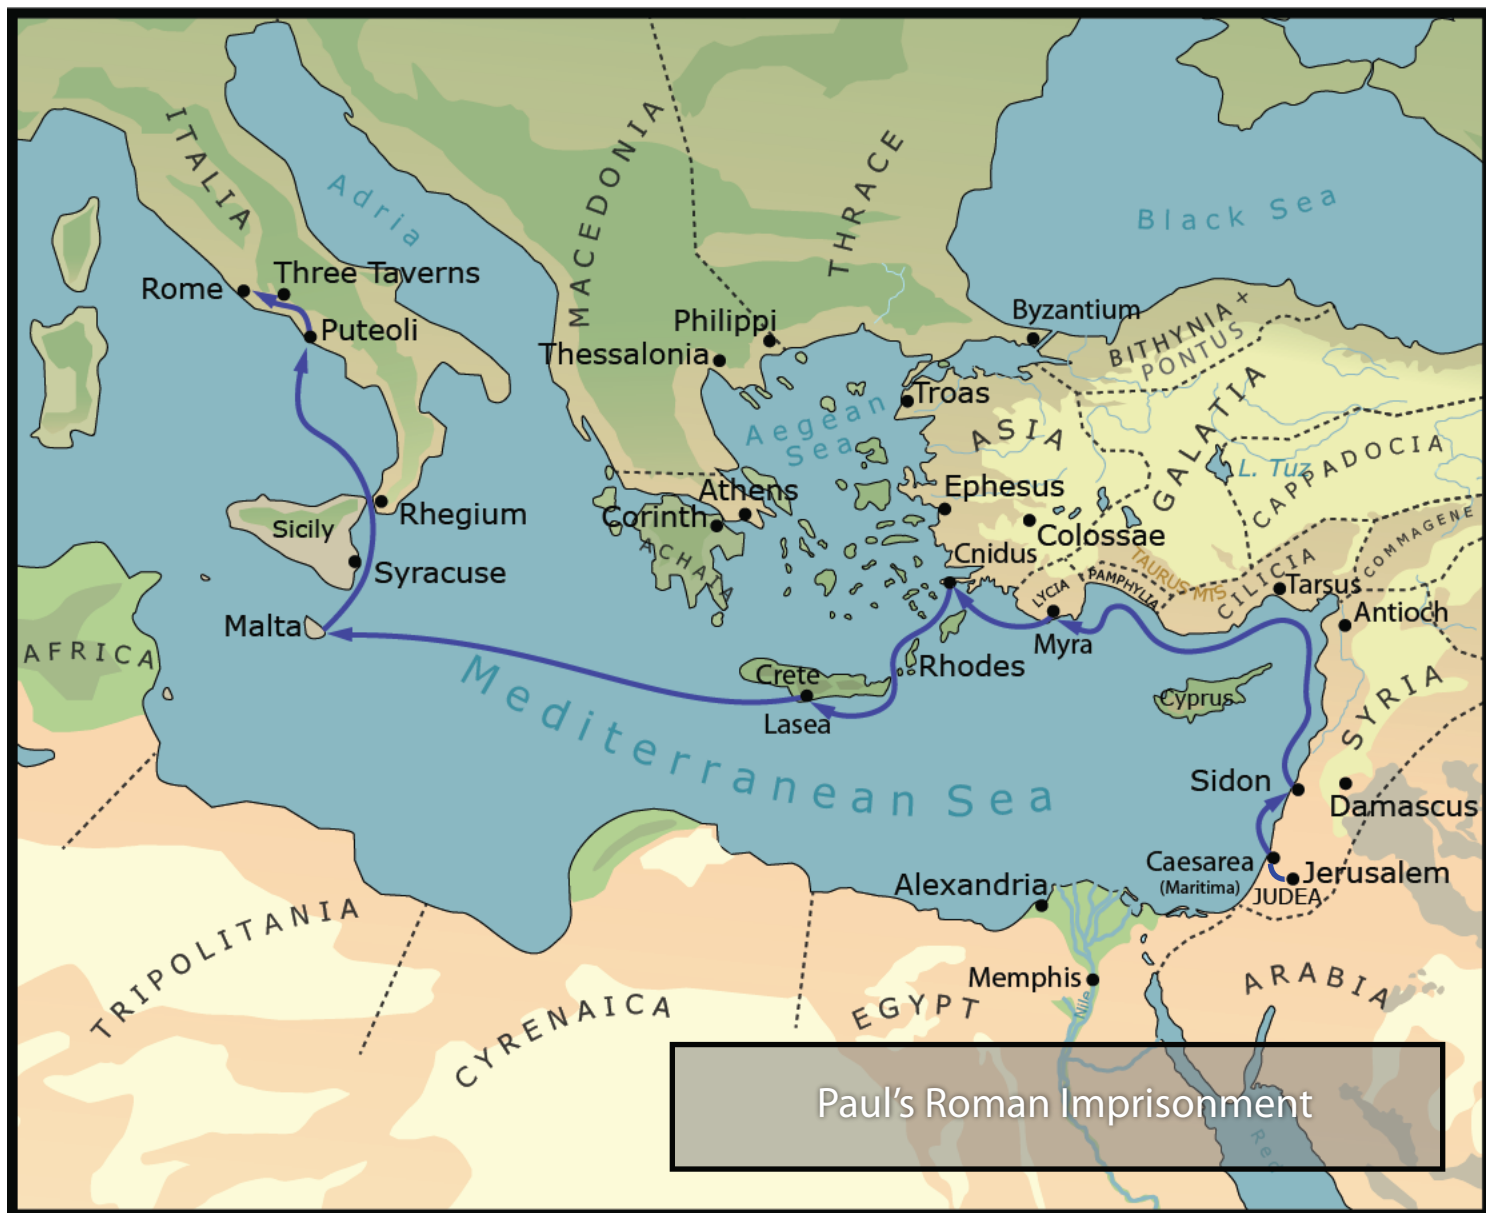 ITALIA
Adria
MACEDONIA
THRACE
Black Sea
Rome
Three Taverns
Puteoli
Philippi
Thessalonia
Byzantium
BITHYNIA +
PONTUS
Troas
Aegean
Sea
ASIA
GALATIA
L. Tuz
CAPPADOCIA
COMMAGENE
Athens
Corinth
ACHAIA
Ephesus
Colossae
Cnidus
LYCIA
PAMPHYLIA
TAURUS MTS
CILICIA
Tarsus
Antioch
Rhegium
Sicily
Syracuse
Malta
AFRICA
Myra
Rhodes
Crete
Lasea
Cyprus
SYRIA
Mediterranean Sea
Sidon
Damascus
Caesarea
(Maritima)
Jerusalem
JUDEA
Alexandria
Memphis
Nile
TRIPOLITANIA
CYRENAICA
EGYPT
ARABIA
Paul's Roman Imprisonment
Red